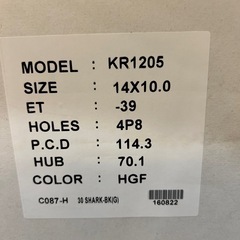 MODEL : KR1205
SIZE : 14X10.0
ET : -39
HOLES : 4P8
P.C.D : 114.3
HUB : 70.1
COLOR : HGF
C087-H 30 SHARK-BK(G) 160822